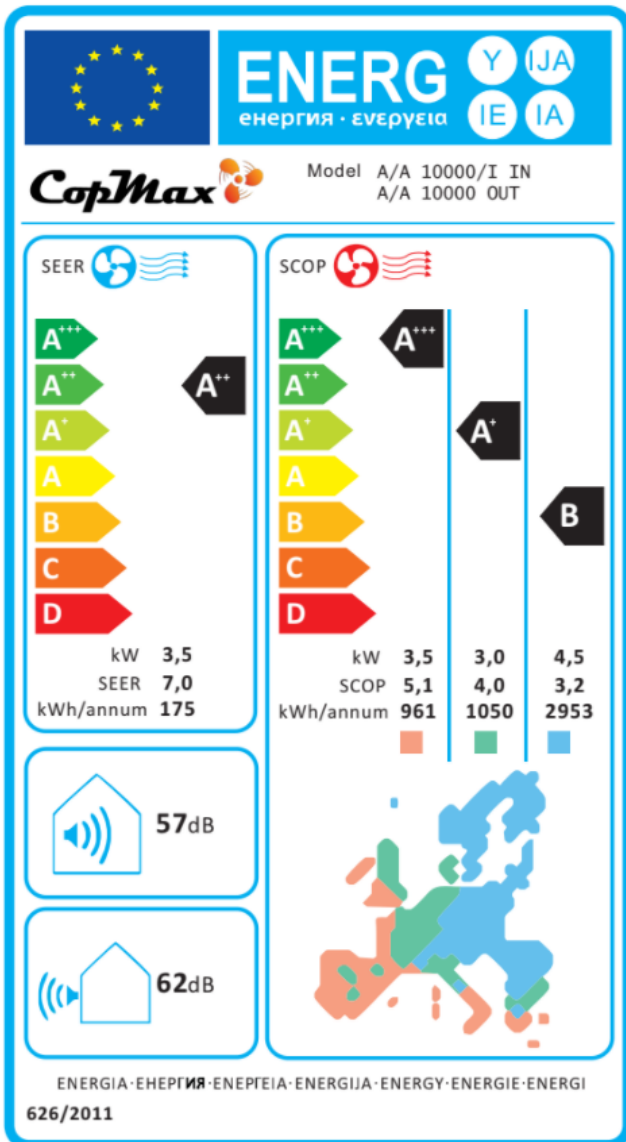 ENERG
енергия · ενεργεια
Y IJA
IE IA
CopMax
Model A/A 10000/I IN
A/A 10000 OUT
SEER
A+++
A++
A+
A
B
C
D
A++
kW 3,5
SEER 7,0
kWh/annum 175
SCOP
A+++
A++
A+
A
B
C
D
A+++
A+
B
kW 3,5 3,0 4,5
SCOP 5,1 4,0 3,2
kWh/annum 961 1050 2953
57dB
62dB
ENERGIA·ЕНЕРГИЯ·ΕΝΕΡΓΕΙΑ·ENERGIJA·ENERGY·ENERGIE·ENERGI
626/2011